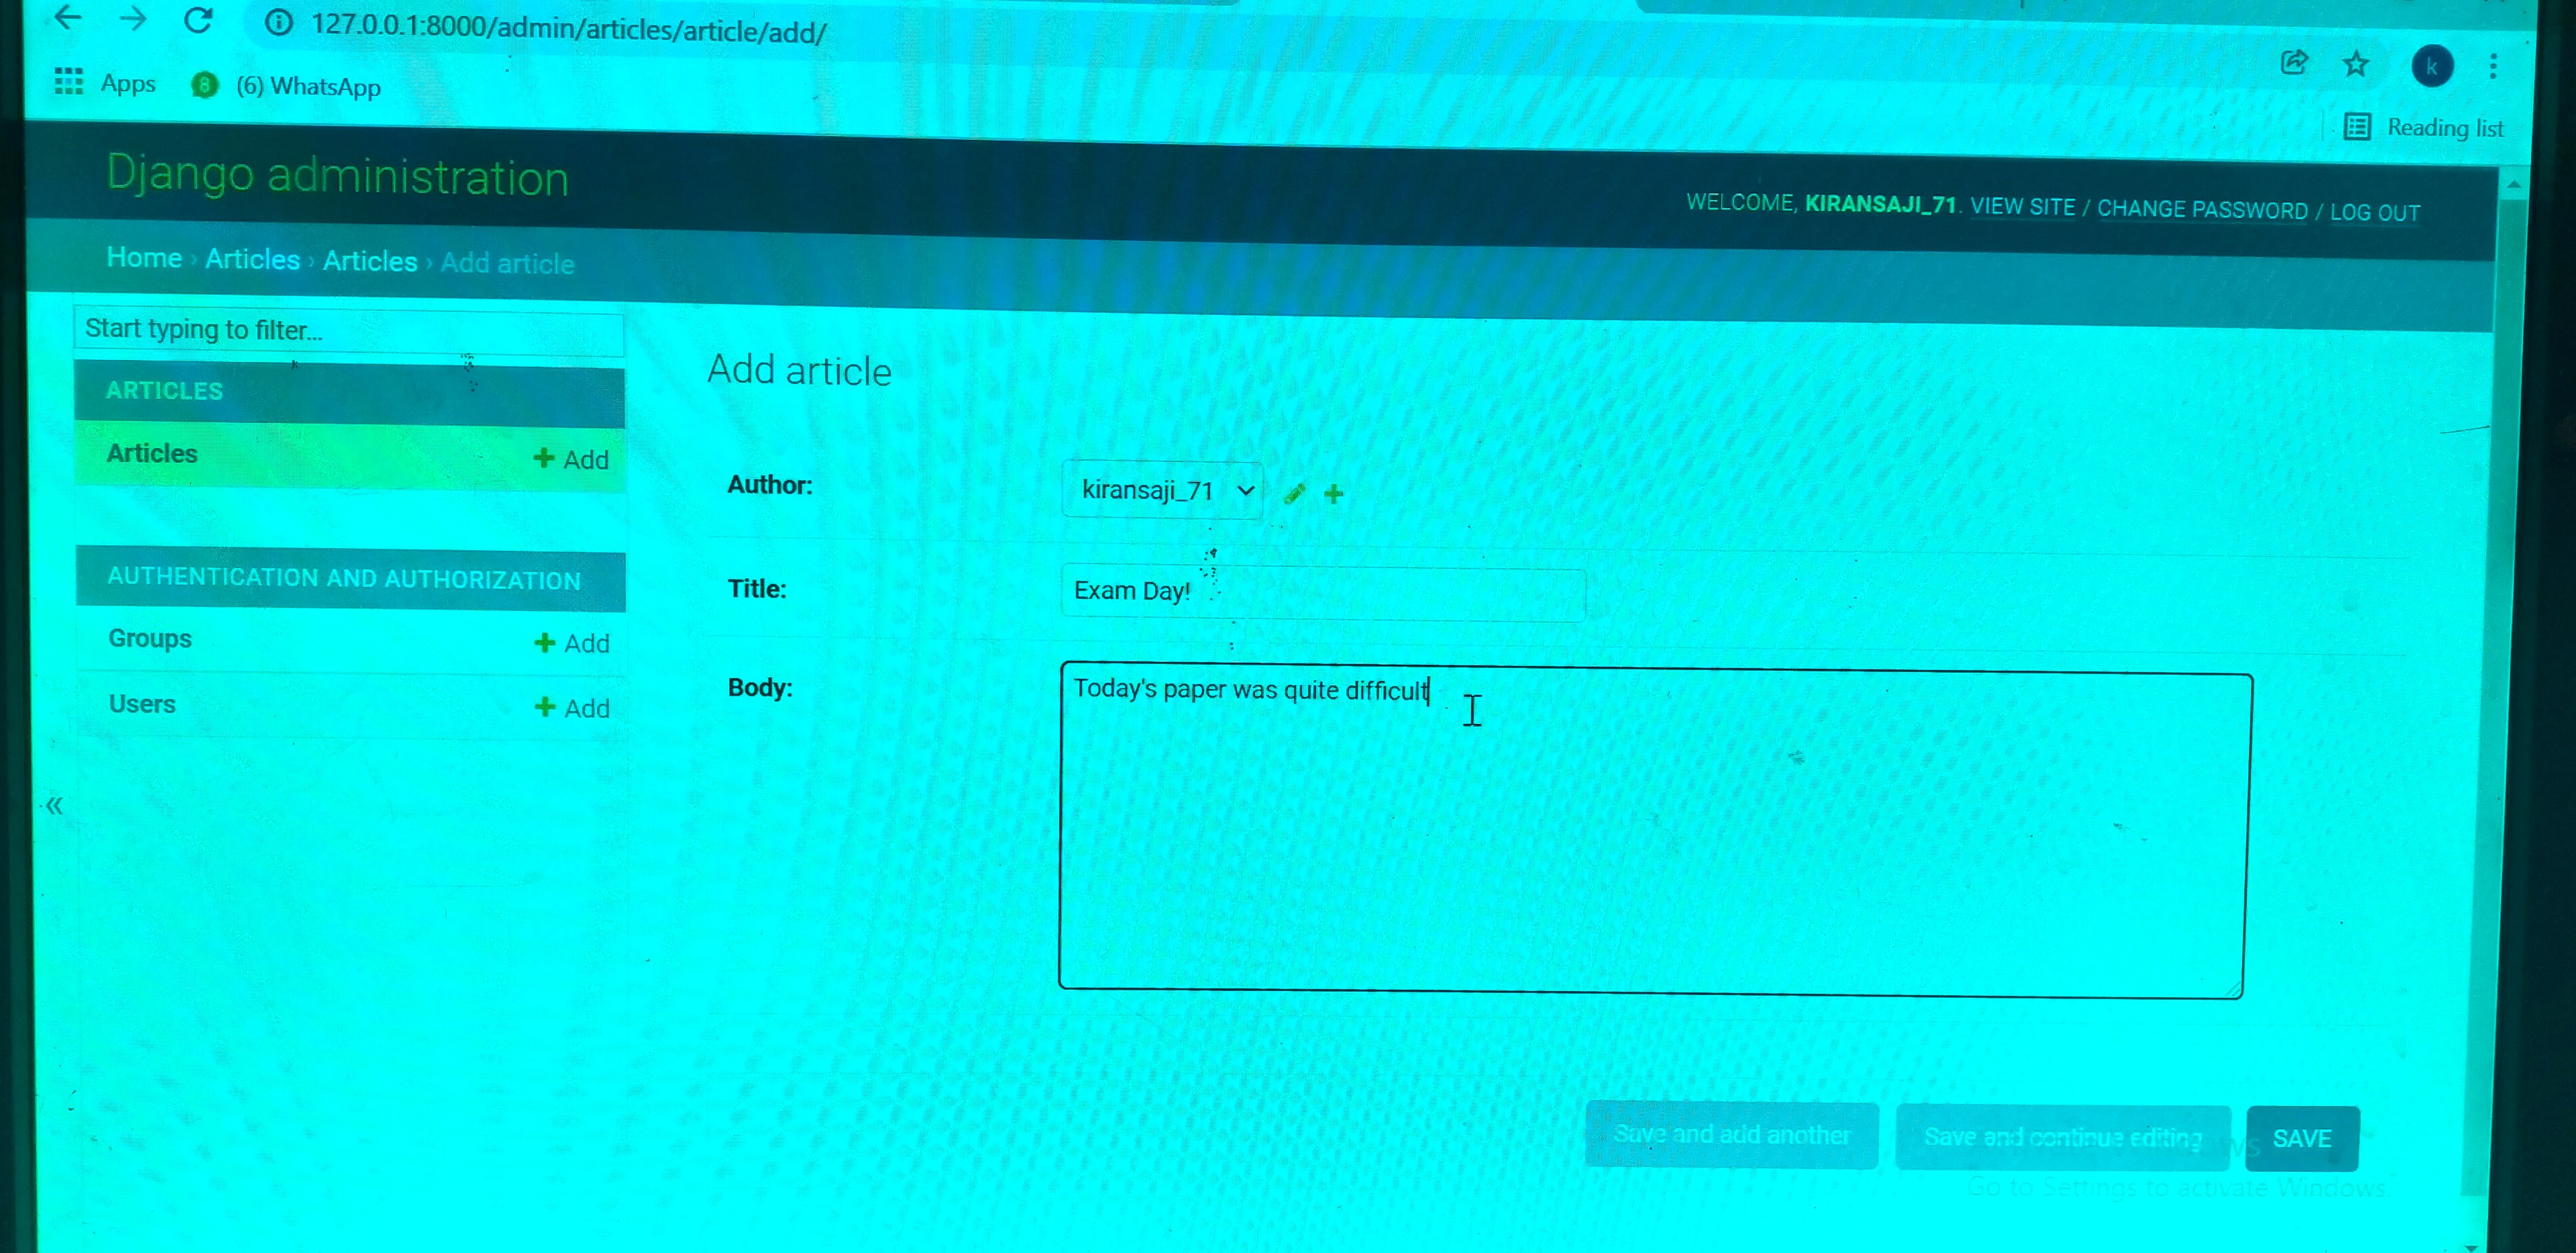 127.0.0.1:8000/admin/articles/article/add/
Apps 8 (6) WhatsApp
k
Reading list
Django administration
WELCOME, KIRANSAJI_71. VIEW SITE / CHANGE PASSWORD / LOG OUT
Home › Articles › Articles › Add article
Start typing to filter...
ARTICLES
Articles + Add
AUTHENTICATION AND AUTHORIZATION
Groups + Add
Users + Add
«
Add article
Author: kiransaji_71
Title: Exam Day!
Body: Today's paper was quite difficult
Save and add another Save and continue editing SAVE
Go to Settings to activate Windows.